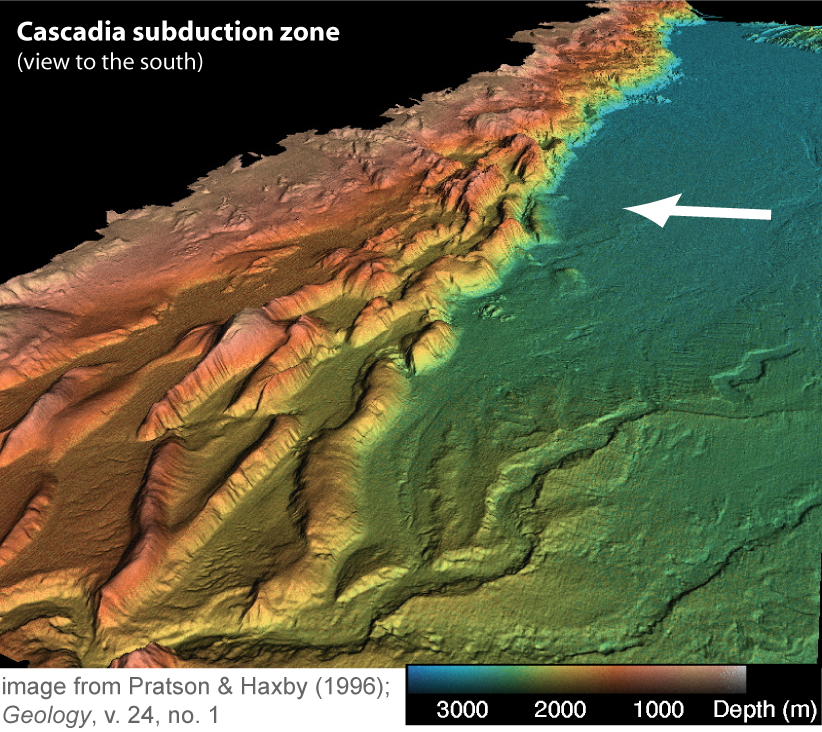 Cascadia subduction zone
(view to the south)
image from Pratson & Haxby (1996);
Geology, v. 24, no. 1
3000 2000 1000 Depth (m)